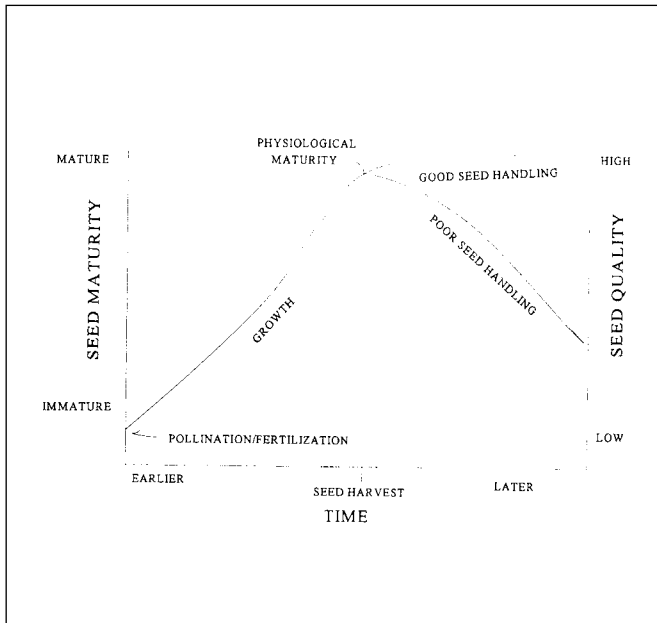 PHYSIOLOGICAL
MATURITY
MATURE
HIGH
GOOD SEED HANDLING
POOR SEED HANDLING
SEED MATURITY
SEED QUALITY
GROWTH
IMMATURE
POLLINATION/FERTILIZATION
LOW
EARLIER
SEED HARVEST
LATER
TIME